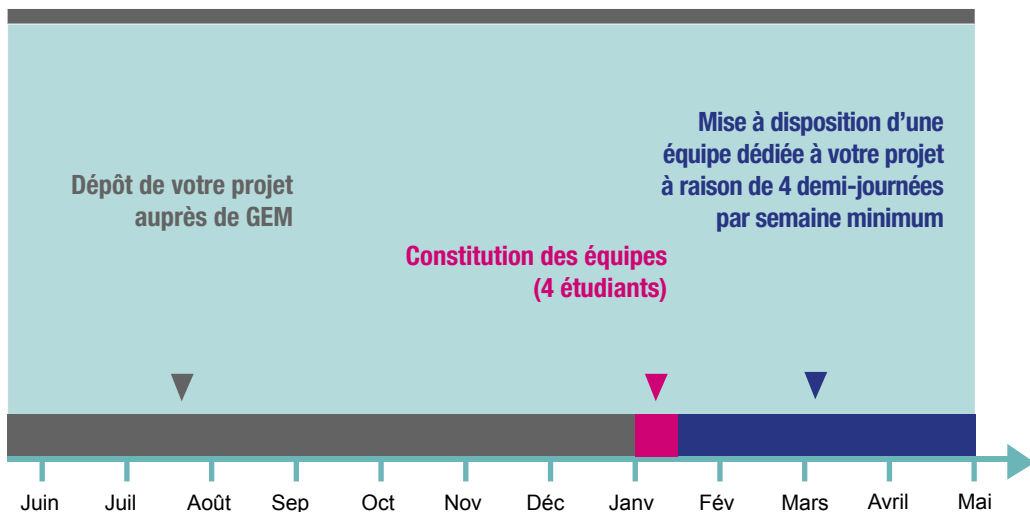 Dépôt de votre projet
auprès de GEM
Constitution des équipes
(4 étudiants)
Mise à disposition d’une
équipe dédiée à votre projet
à raison de 4 demi-journées
par semaine minimum
Juin Juil Août Sep Oct Nov Déc Janv Fév Mars Avril Mai